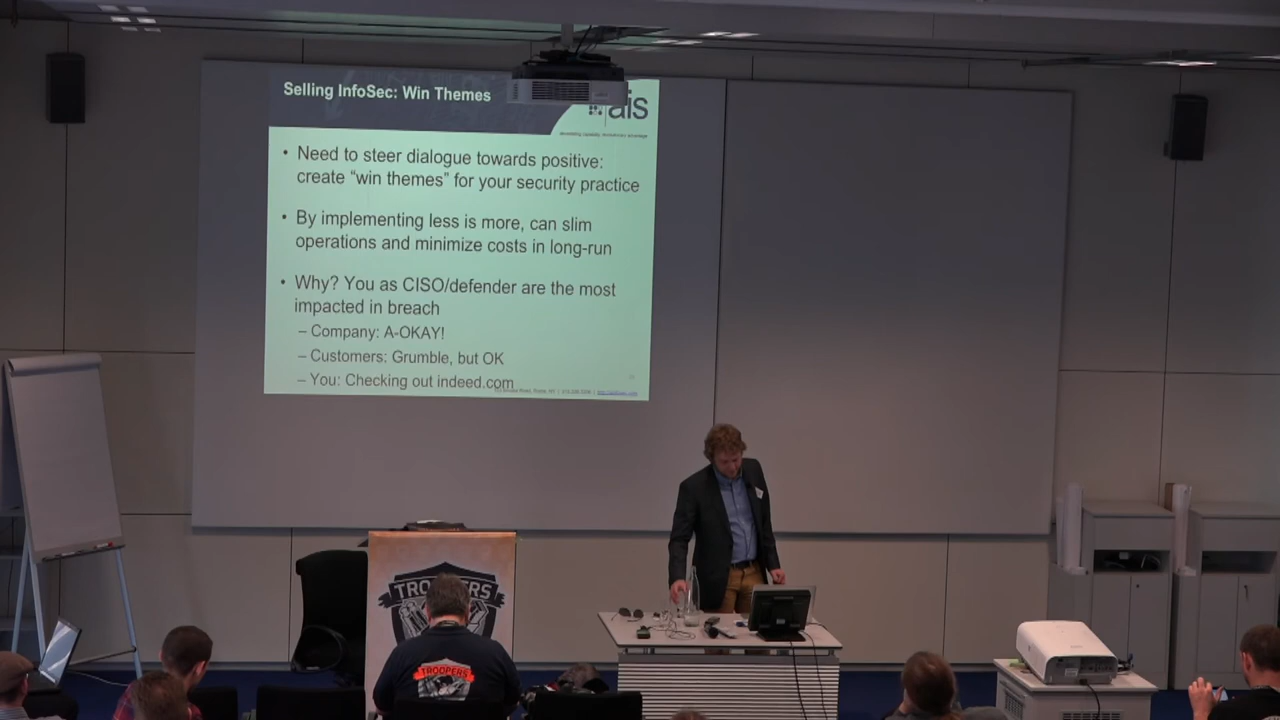 Selling InfoSec: Win Themes
ais
• Need to steer dialogue towards positive:
create “win themes” for your security practice
• By implementing less is more, can slim
operations and minimize costs in long-run
• Why? You as CISO/defender are the most
impacted in breach
– Company: A-OKAY!
– Customers: Grumble, but OK
– You: Checking out indeed.com
TROOPERS
TROOPERS